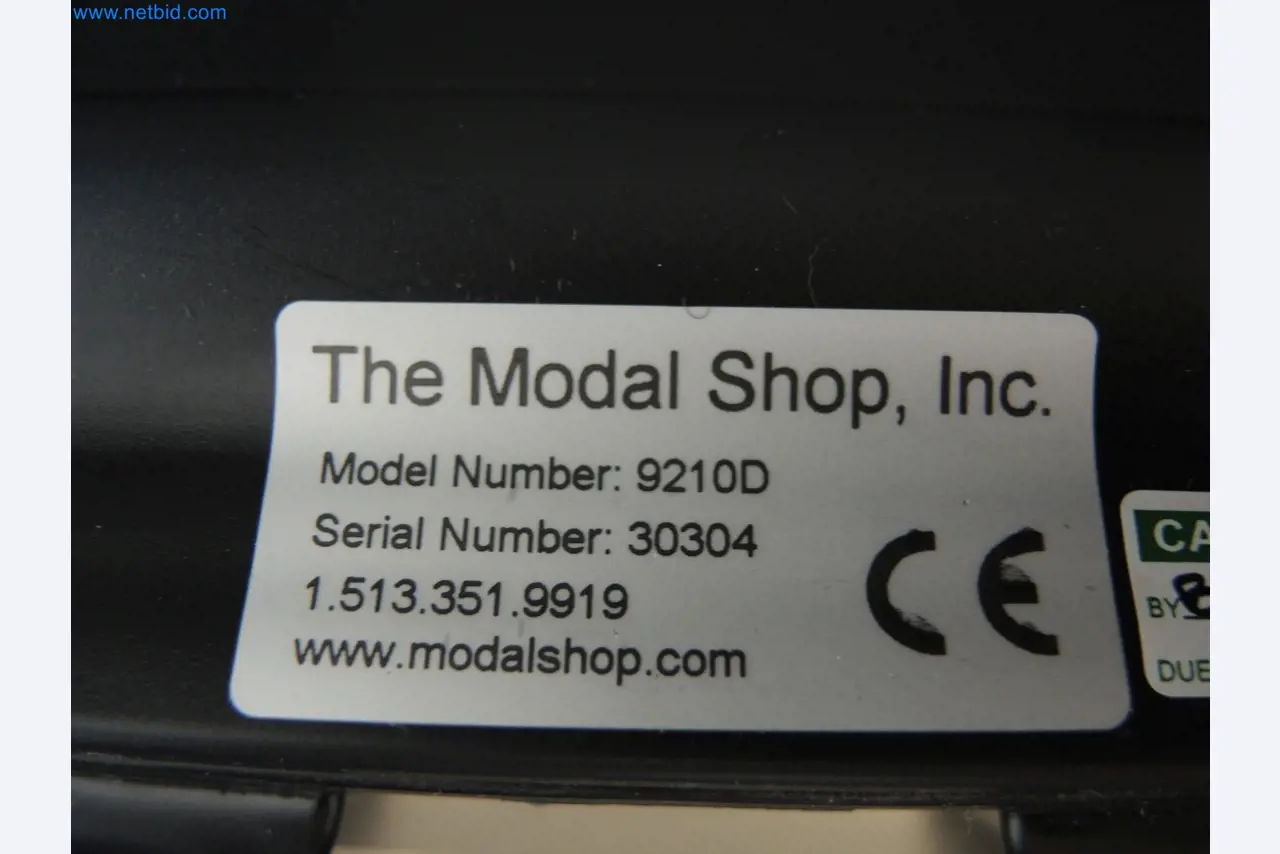 www.netbid.com
The Modal Shop, Inc.
Model Number: 9210D
Serial Number: 30304
1.513.351.9919
www.modalshop.com
CE
CA
BY
DUE